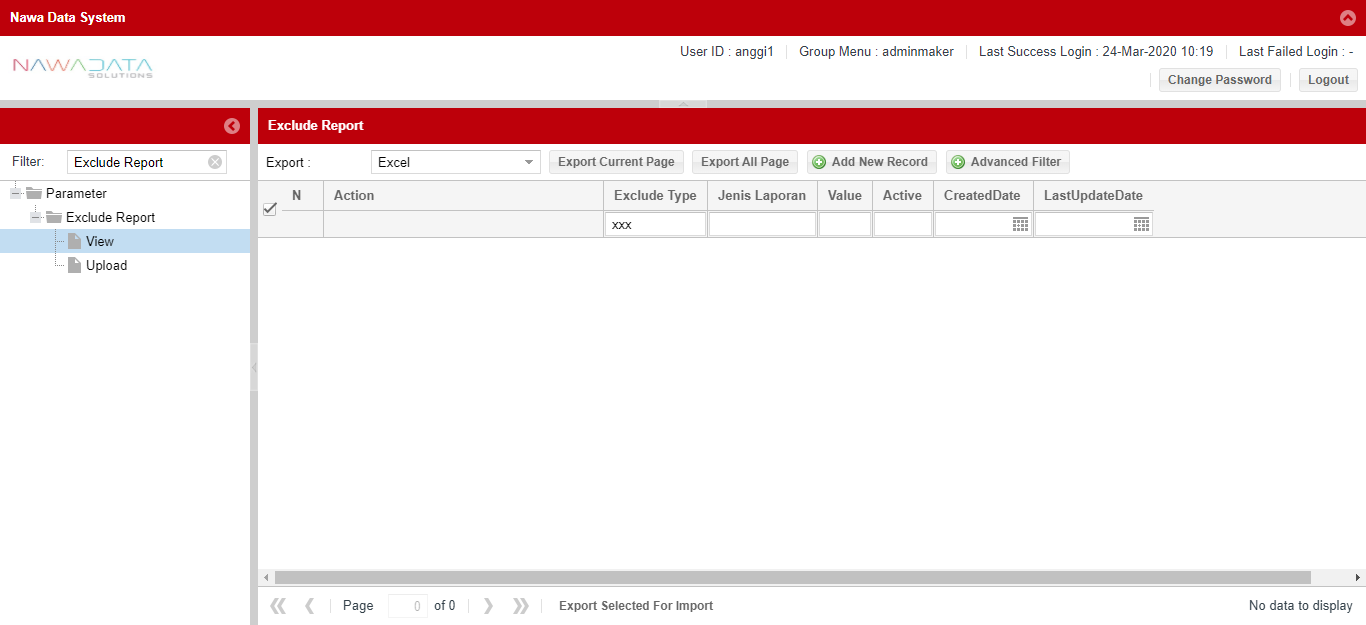 Nawa Data System
NAWADATA
SOLUTIONS
User ID : anggi1 Group Menu : adminmaker Last Success Login : 24-Mar-2020 10:19 Last Failed Login : -
Change Password Logout
Exclude Report
Filter: Exclude Report
Export : Excel Export Current Page Export All Page Add New Record Advanced Filter
Parameter
Exclude Report
View
Upload
N Action Exclude Type Jenis Laporan Value Active CreatedDate LastUpdateDate
xxx
Page 0 of 0 Export Selected For Import No data to display